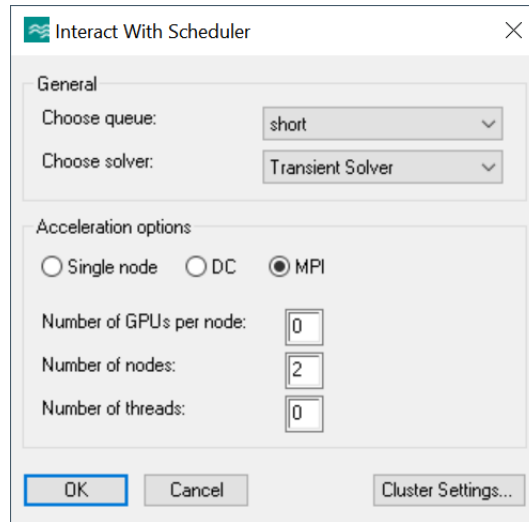 Interact With Scheduler
General
Choose queue: short
Choose solver: Transient Solver
Acceleration options
Single node DC MPI
Number of GPUs per node: 0
Number of nodes: 2
Number of threads: 0
OK Cancel Cluster Settings...